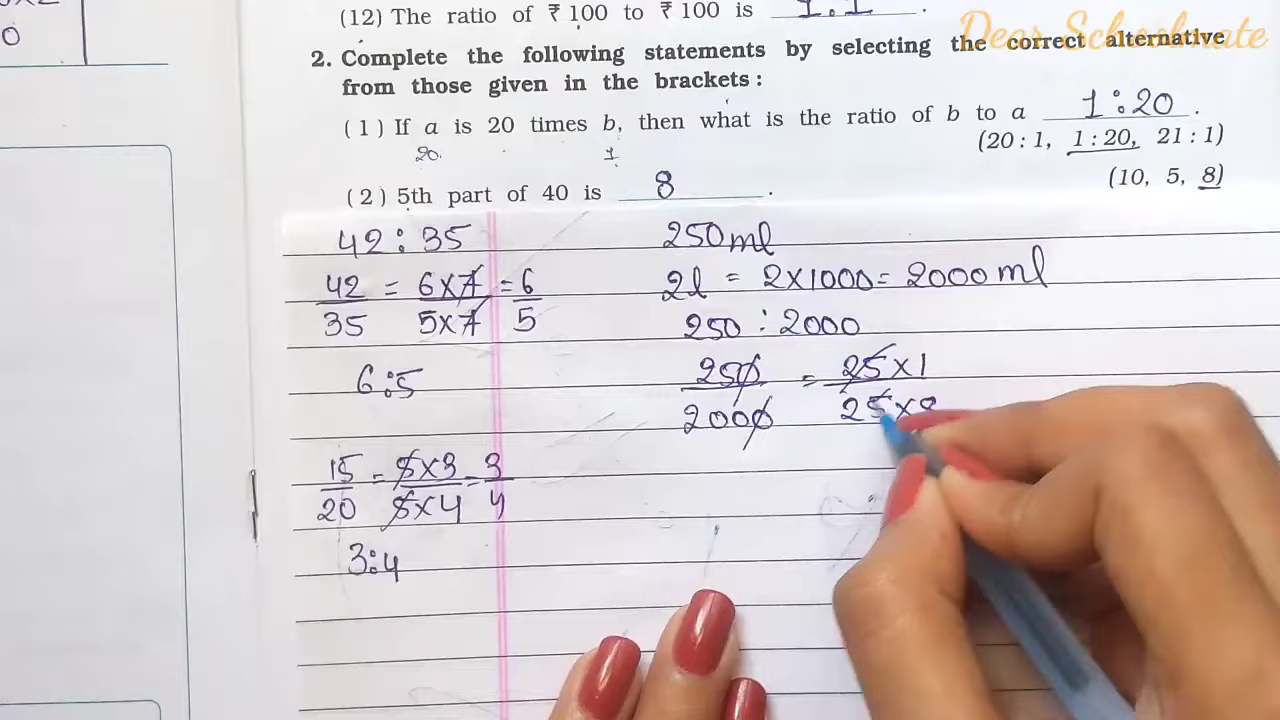 0
(12) The ratio of ₹ 100 to ₹ 100 is 1:1.
Dear Schoolmate
2. Complete the following statements by selecting the correct alternative
from those given in the brackets :
( 1 ) If a is 20 times b, then what is the ratio of b to a 1:20.
20 1
(20 : 1, 1 : 20, 21 : 1)
( 2 ) 5th part of 40 is 8.
(10, 5, 8)
42:35
42/35 = 6×7/5×7 = 6/5
6:5
15/20 = 5×3/5×4 = 3/4
3:4
250ml
2l = 2×1000= 2000ml
250:2000
250/2000 = 25×1/25×8